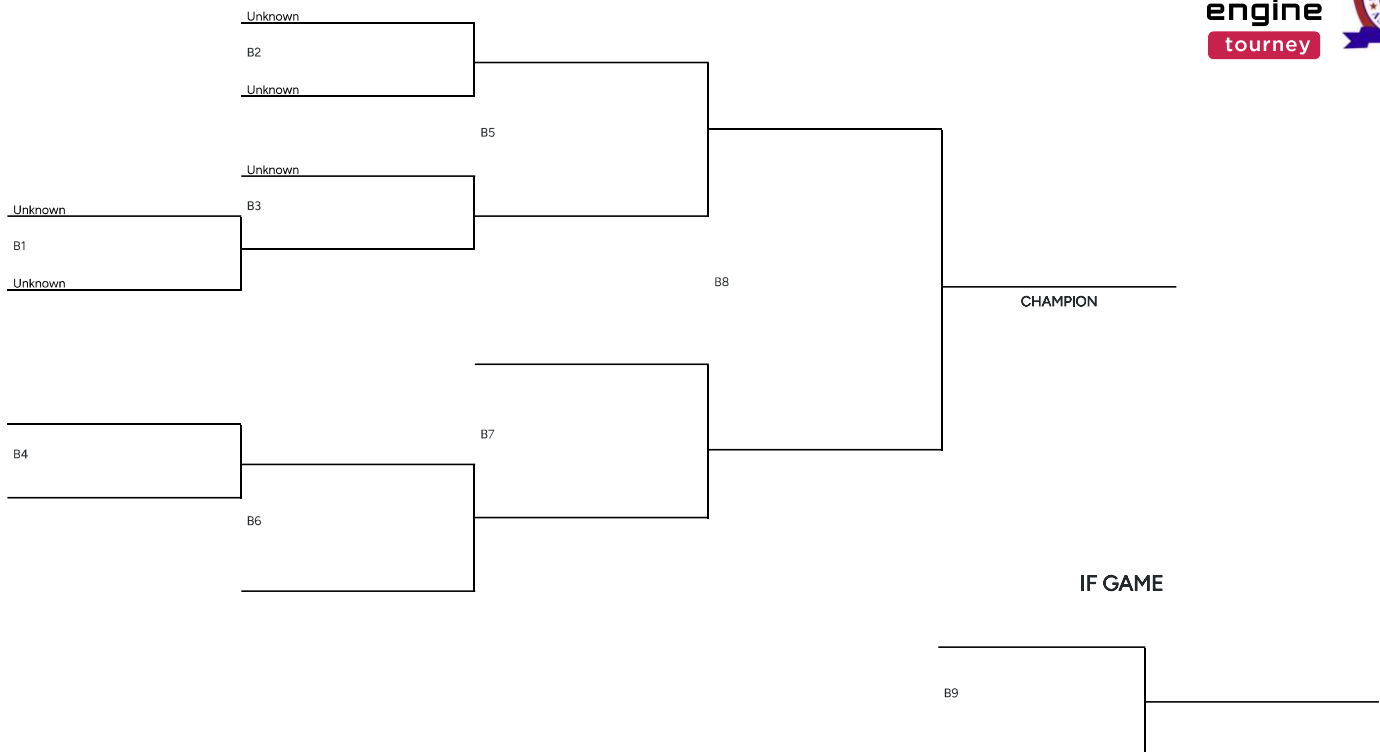 engine
tourney
Unknown
B2
Unknown
B5
Unknown
B3
Unknown
B1
Unknown
B8
CHAMPION
B7
B4
B6
IF GAME
B9